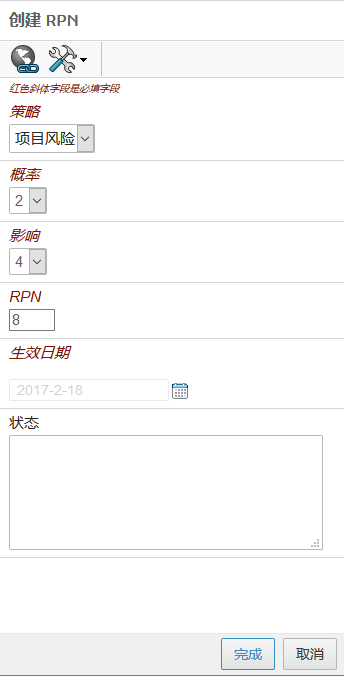 创建 RPN
红色斜体字段是必填字段
策略
项目风险
概率
2
影响
4
RPN
8
生效日期
2017-2-18
状态
完成
取消